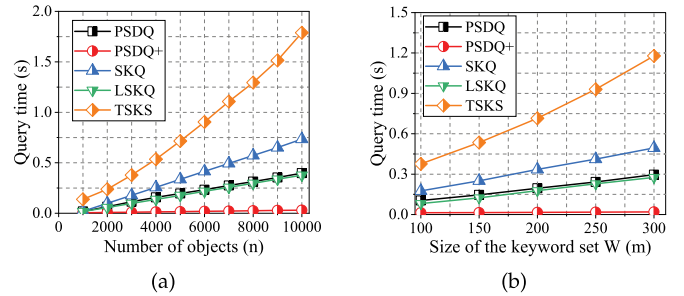 2.0
1.5
1.0
0.5
0.0
Query time (s)
PSDQ
PSDQ+
SKQ
LSKQ
TSKS
0 2000 4000 6000 8000 10000
Number of objects (n)
(a)
1.5
1.2
0.9
0.6
0.3
0.0
Query time (s)
PSDQ
PSDQ+
SKQ
LSKQ
TSKS
100 150 200 250 300
Size of the keyword set W (m)
(b)